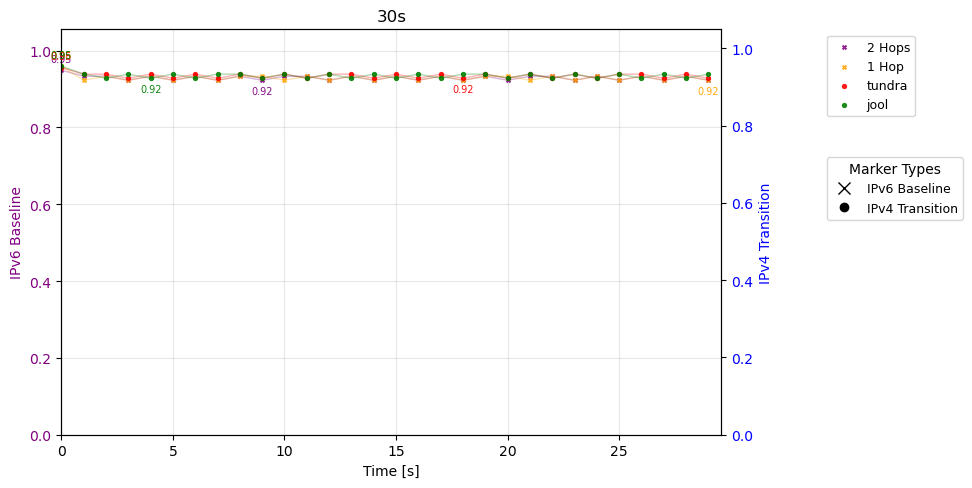 30s
IPv6 Baseline
1.0
0.8
0.6
0.4
0.2
0.0
0.95
0.92
0.92
0.92
0.92
0
5
10
15
20
25
Time [s]
1.0
0.8
0.6
0.4
0.2
0.0
IPv4 Transition
2 Hops
1 Hop
tundra
jool
Marker Types
IPv6 Baseline
IPv4 Transition